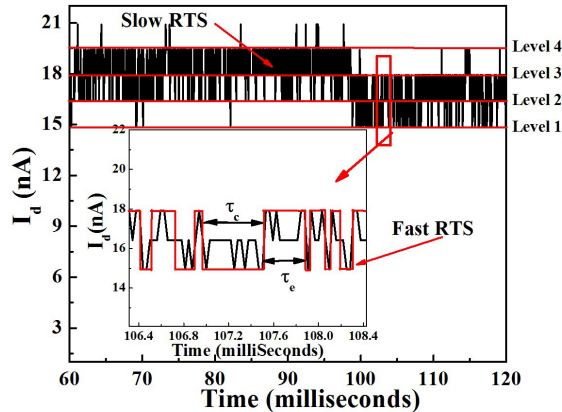 21
18
15
12
9
6
3
I_d (nA)
Slow RTS
Level 4
Level 3
Level 2
Level 1
22
20
18
16
14
12
I_d (nA)
τ_c
τ_e
Fast RTS
106.4 106.8 107.2 107.6 108.0 108.4
Time (milliSeconds)
60 70 80 90 100 110 120
Time (milliseconds)